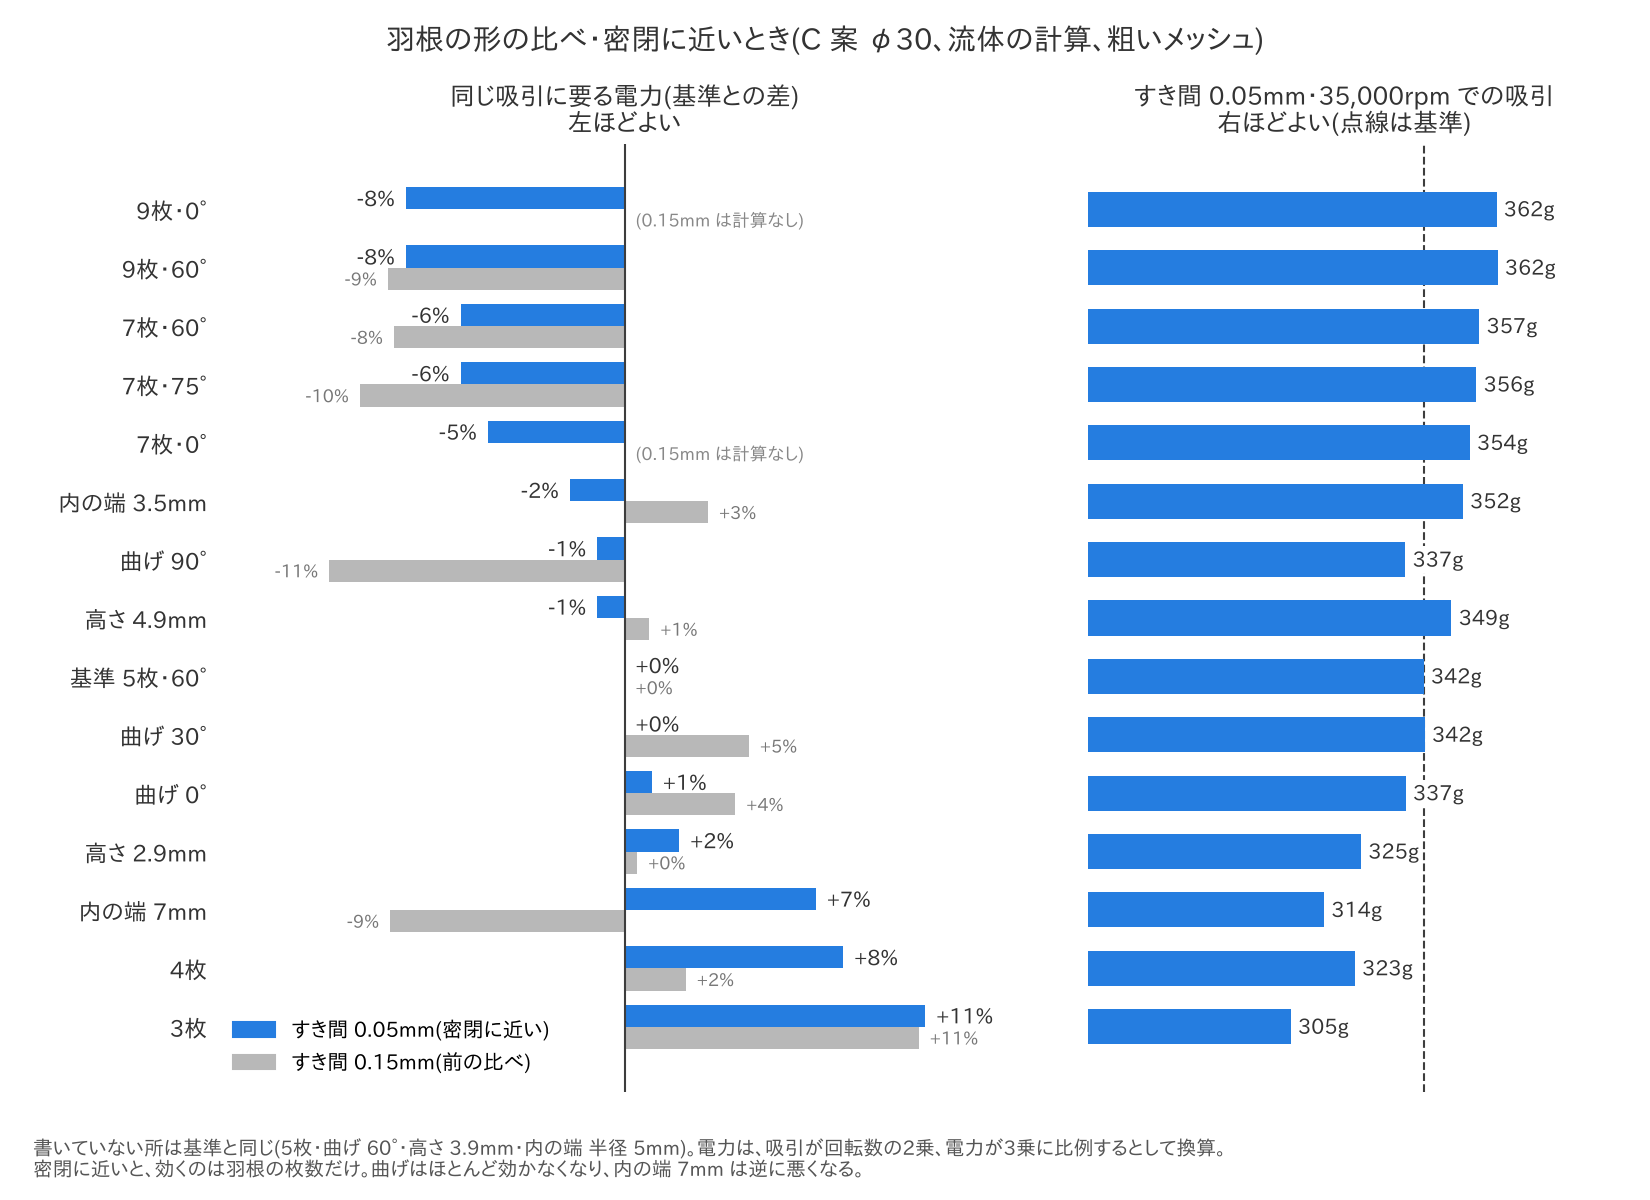 羽根の形の比べ・密閉に近いとき(C 案 φ30、流体の計算、粗いメッシュ)
同じ吸引に要る電力(基準との差)
左ほどよい
すき間 0.05mm・35,000rpm での吸引
右ほどよい(点線は基準)
9枚・0° -8% (0.15mm は計算なし) 362g
9枚・60° -8% -9% 362g
7枚・60° -6% -8% 357g
7枚・75° -6% -10% 356g
7枚・0° -5% (0.15mm は計算なし) 354g
内の端 3.5mm -2% +3% 352g
曲げ 90° -1% -11% 337g
高さ 4.9mm -1% +1% 349g
基準 5枚・60° +0% +0% 342g
曲げ 30° +0% +5% 342g
曲げ 0° +1% +4% 337g
高さ 2.9mm +2% +0% 325g
内の端 7mm +7% -9% 314g
4枚 +8% +2% 323g
3枚 +11% +11% 305g
すき間 0.05mm(密閉に近い)
すき間 0.15mm(前の比べ)
書いていない所は基準と同じ(5枚・曲げ 60°・高さ 3.9mm・内の端 半径 5mm)。電力は、吸引が回転数の2乗、電力が3乗に比例するとして換算。
密閉に近いと、効くのは羽根の枚数だけ。曲げはほとんど効かなくなり、内の端 7mm は逆に悪くなる。